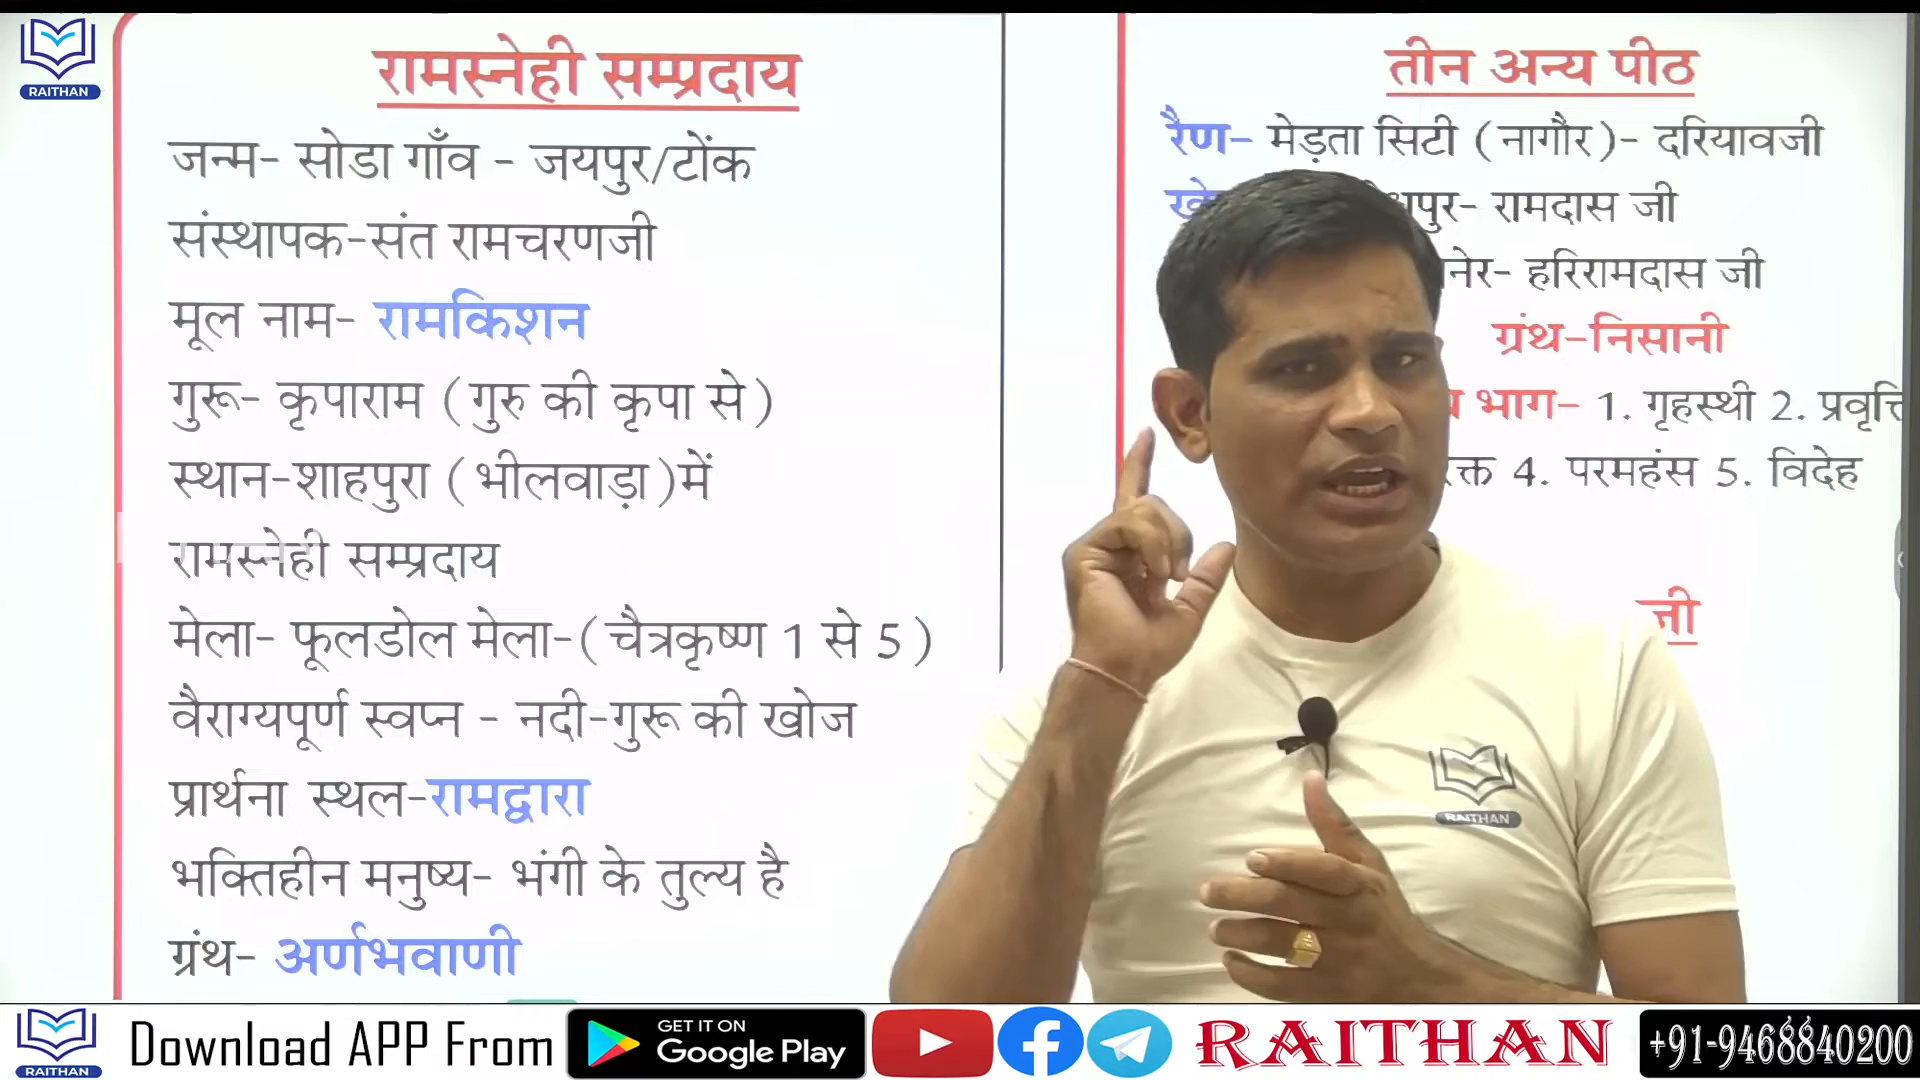 RAITHAN
रामस्नेही सम्प्रदाय
जन्म- सोडा गाँव - जयपुर/टोंक
संस्थापक-संत रामचरणजी
मूल नाम- रामकिशन
गुरू- कृपाराम (गुरु की कृपा से)
स्थान-शाहपुरा (भीलवाड़ा)में
रामस्नेही सम्प्रदाय
मेला- फूलडोल मेला-(चैत्रकृष्ण 1 से 5)
वैराग्यपूर्ण स्वप्न - नदी-गुरू की खोज
प्रार्थना स्थल-रामद्वारा
भक्तिहीन मनुष्य- भंगी के तुल्य है
ग्रंथ- अर्णभवाणी
तीन अन्य पीठ
रैण- मेड़ता सिटी (नागौर)- दरियावजी
रामदास जी
हरिरामदास जी
ग्रंथ-निसानी
भाग- 1. गृहस्थी 2.
4. परमहंस 5. विदेह
जी
RAITHAN
RAITHAN
Download APP From
GET IT ON
Google Play
RAITHAN
+91-9468840200